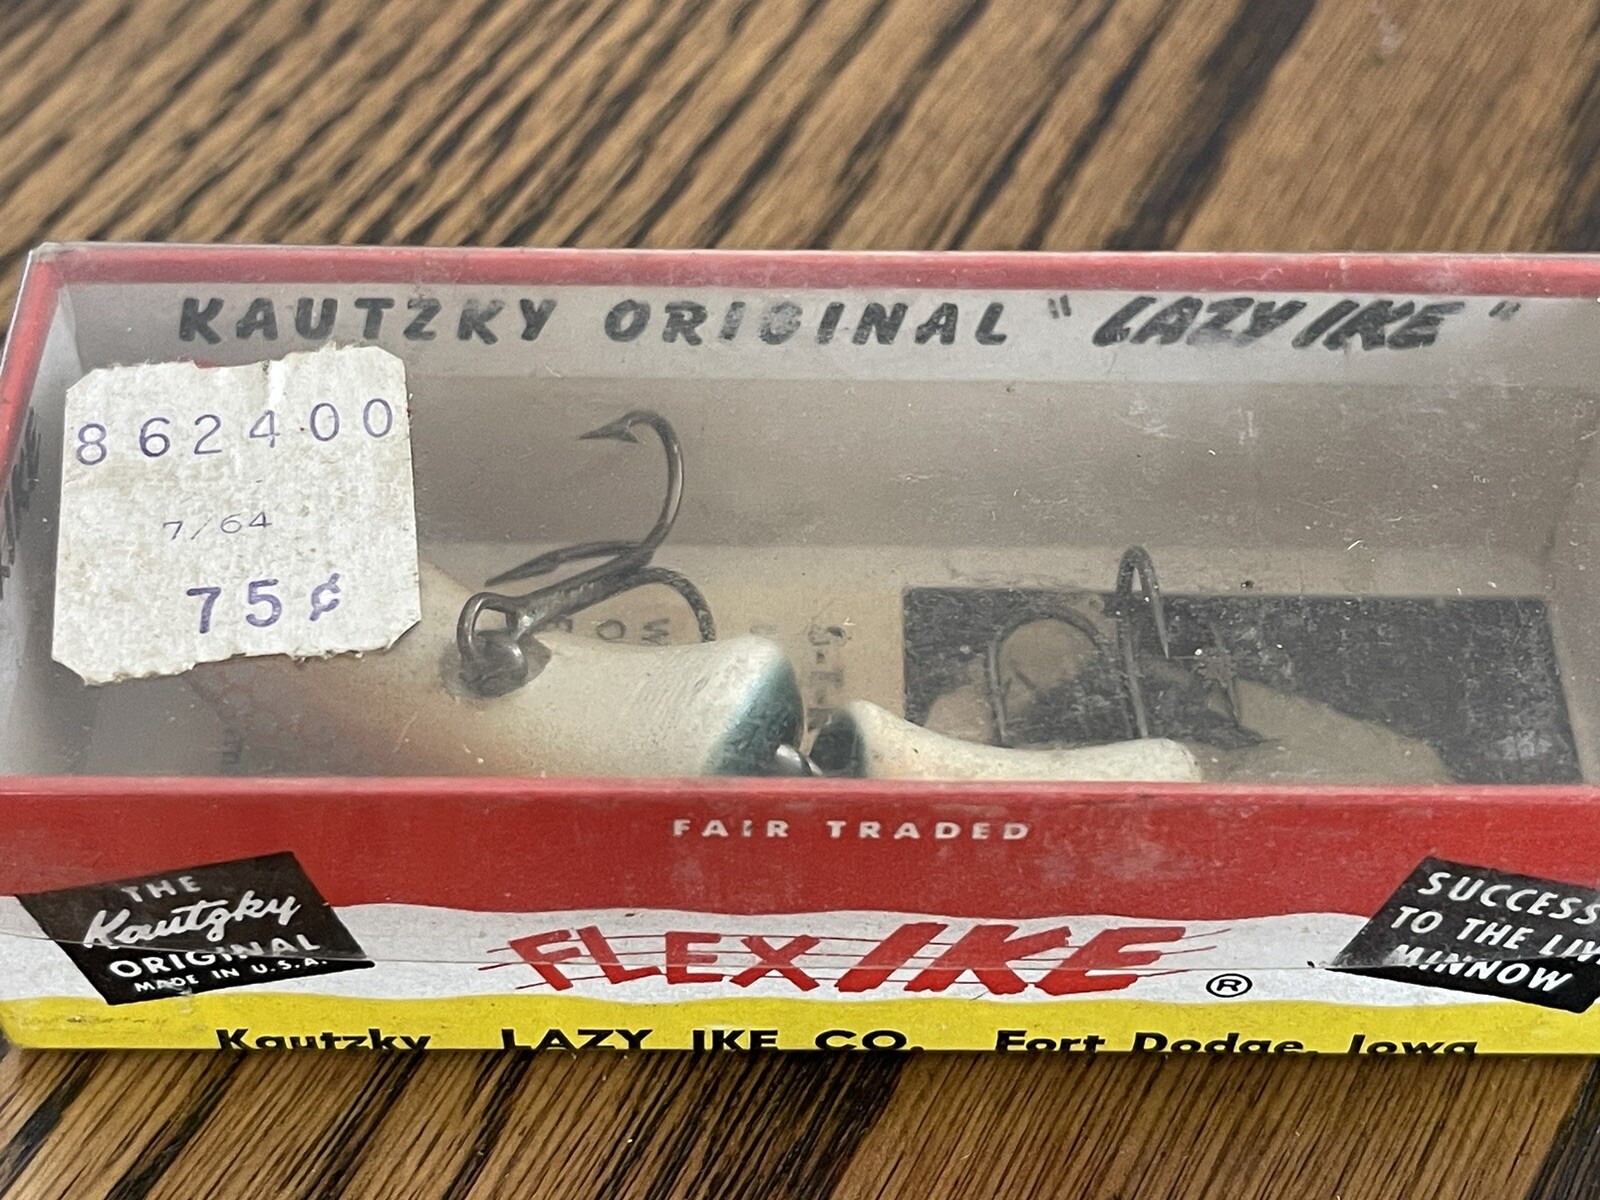 KAUTZKY ORIGINAL "LAZY IKE"
862400
7/64
75¢
FAIR TRADED
THE
Kautzky
ORIGINAL
MADE IN U.S.A.
FLEX IKE ®
SUCCESS
TO THE
MINNOW
Kautzky LAZY IKE CO. Fort Dodge, Iowa